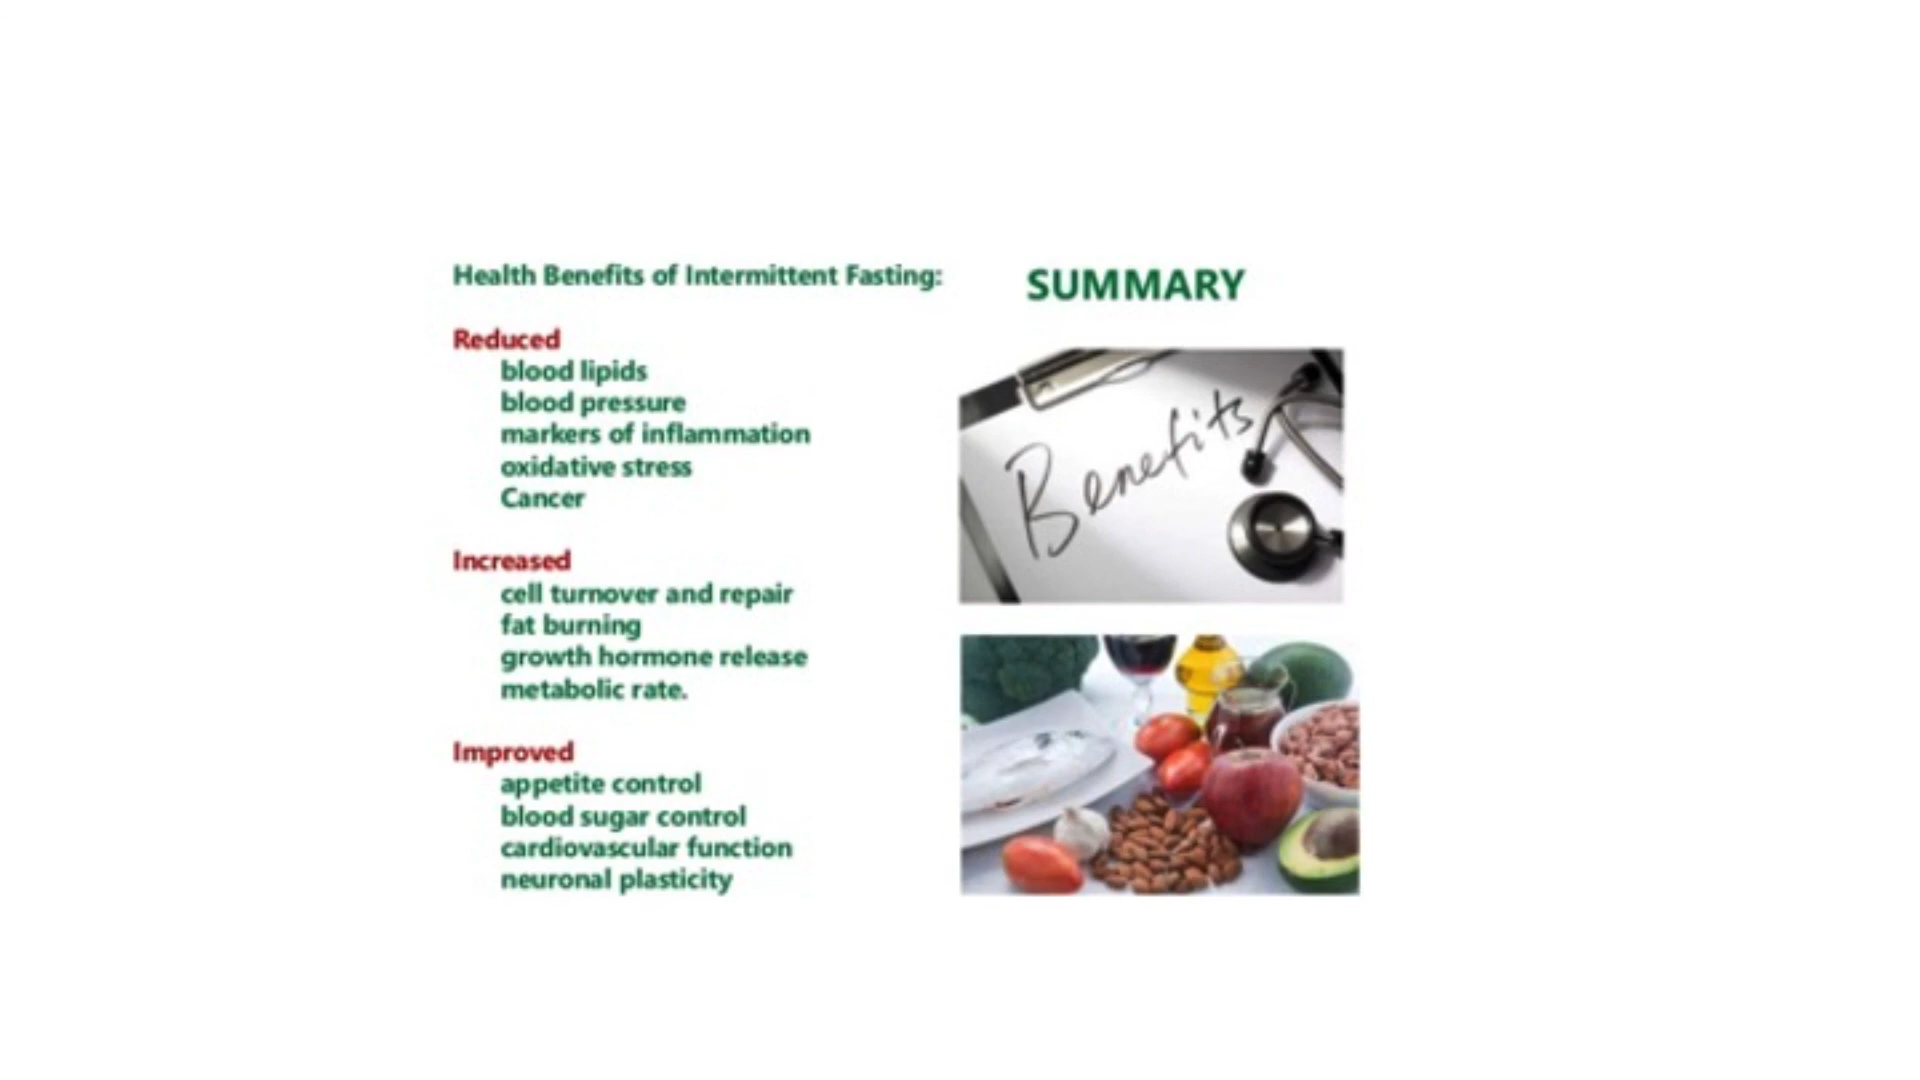 Health Benefits of Intermittent Fasting:
SUMMARY
Reduced
blood lipids
blood pressure
markers of inflammation
oxidative stress
Cancer
Increased
cell turnover and repair
fat burning
growth hormone release
metabolic rate.
Improved
appetite control
blood sugar control
cardiovascular function
neuronal plasticity
Benefits